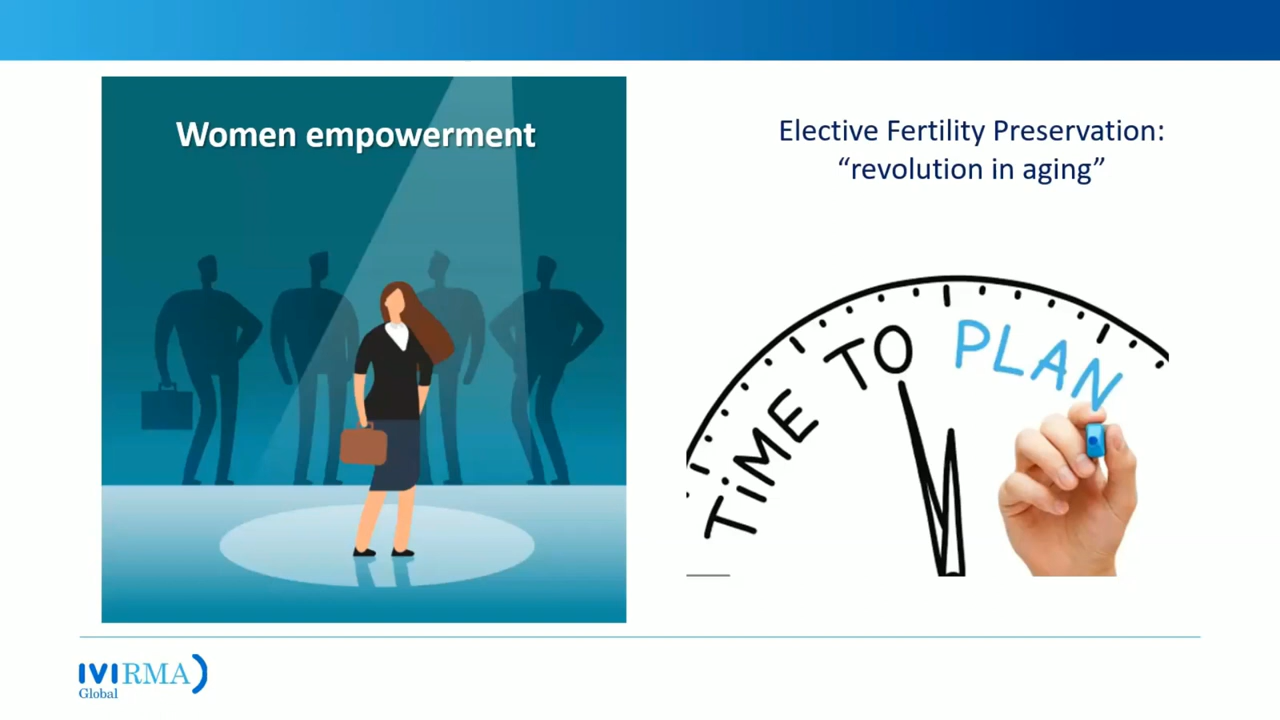 Women empowerment
Elective Fertility Preservation:
“revolution in aging”
TiME TO PLAN
IVIRMA
Global